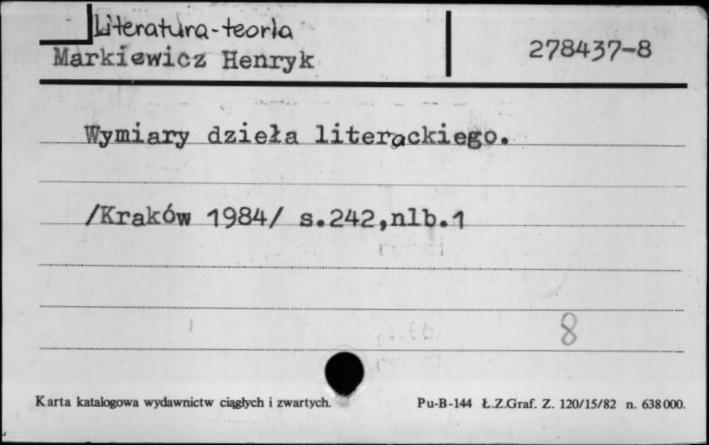 Literatura-teoria
Markiewicz Henryk 278437-8
Wymiary dzieła literackiego.
/Kraków 1984/ s.242,nlb.1
8
Karta katalogowa wydawnictw ciągłych i zwartych. Pu-B-144 Ł.Z.Graf. Z. 120/15/82 n. 638000.